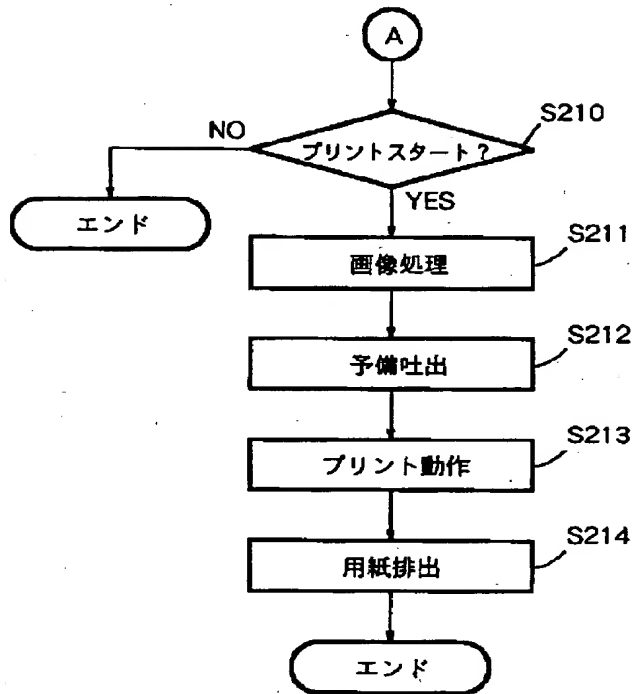 A
S210
NO
プリントスタート?
YES
エンド
S211
画像処理
S212
予備吐出
S213
プリント動作
S214
用紙排出
エンド